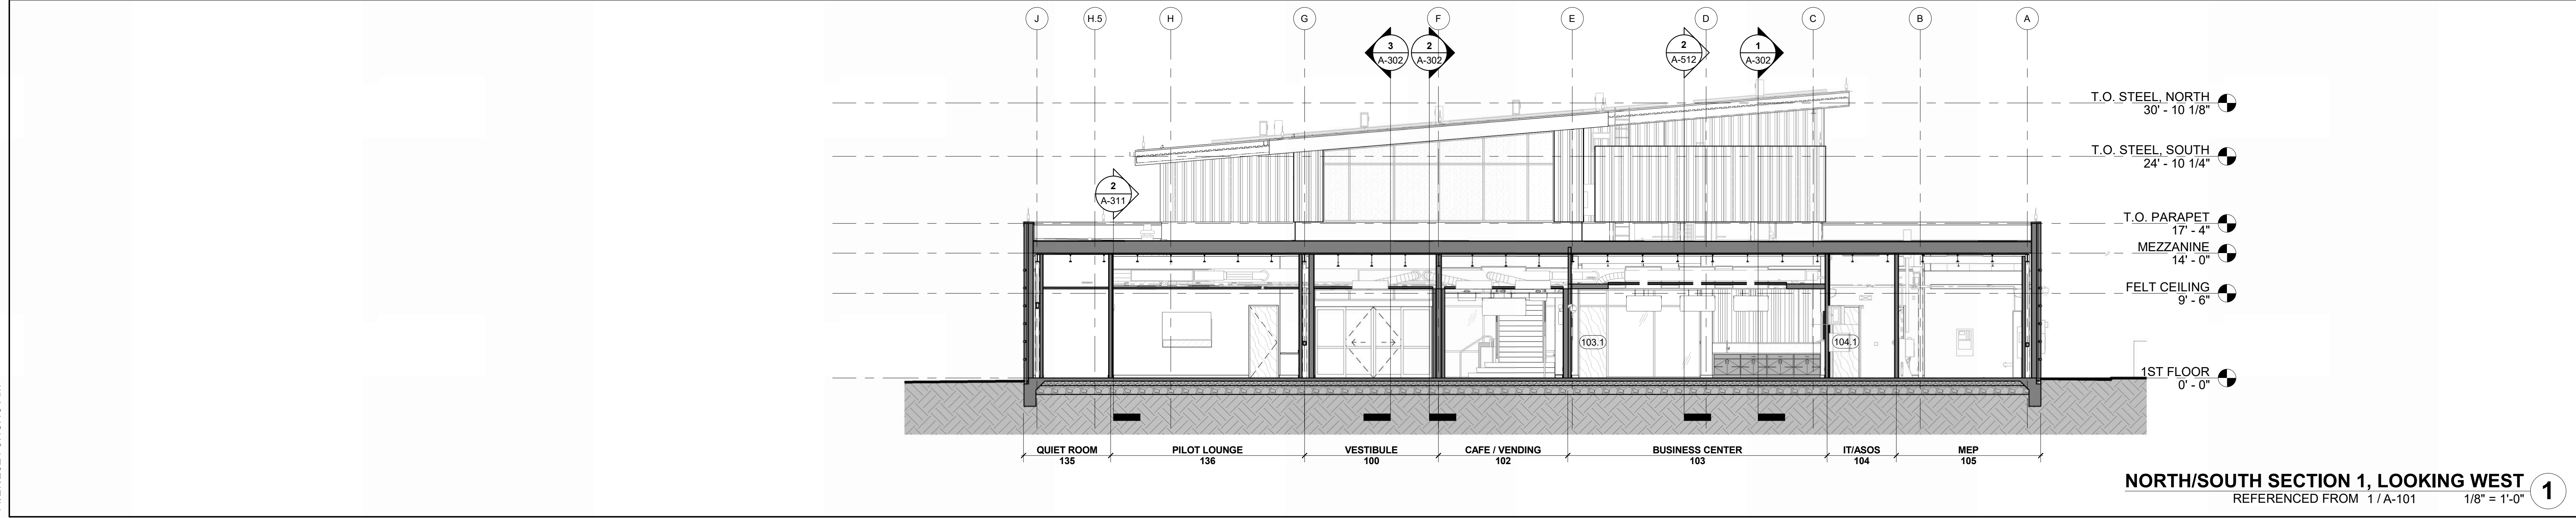 J
H.5
H
G
F
E
D
C
B
A
3
A-302
2
A-302
2
A-512
1
A-302
T.O. STEEL, NORTH
30' - 10 1/8"
T.O. STEEL, SOUTH
24' - 10 1/4"
2
A-311
T.O. PARAPET
17' - 4"
MEZZANINE
14' - 0"
FELT CEILING
9' - 6"
103.1
104.1
1ST FLOOR
0' - 0"
QUIET ROOM
135
PILOT LOUNGE
136
VESTIBULE
100
CAFE / VENDING
102
BUSINESS CENTER
103
IT/ASOS
104
MEP
105
NORTH/SOUTH SECTION 1, LOOKING WEST
REFERENCED FROM 1 / A-101 1/8" = 1'-0"
1